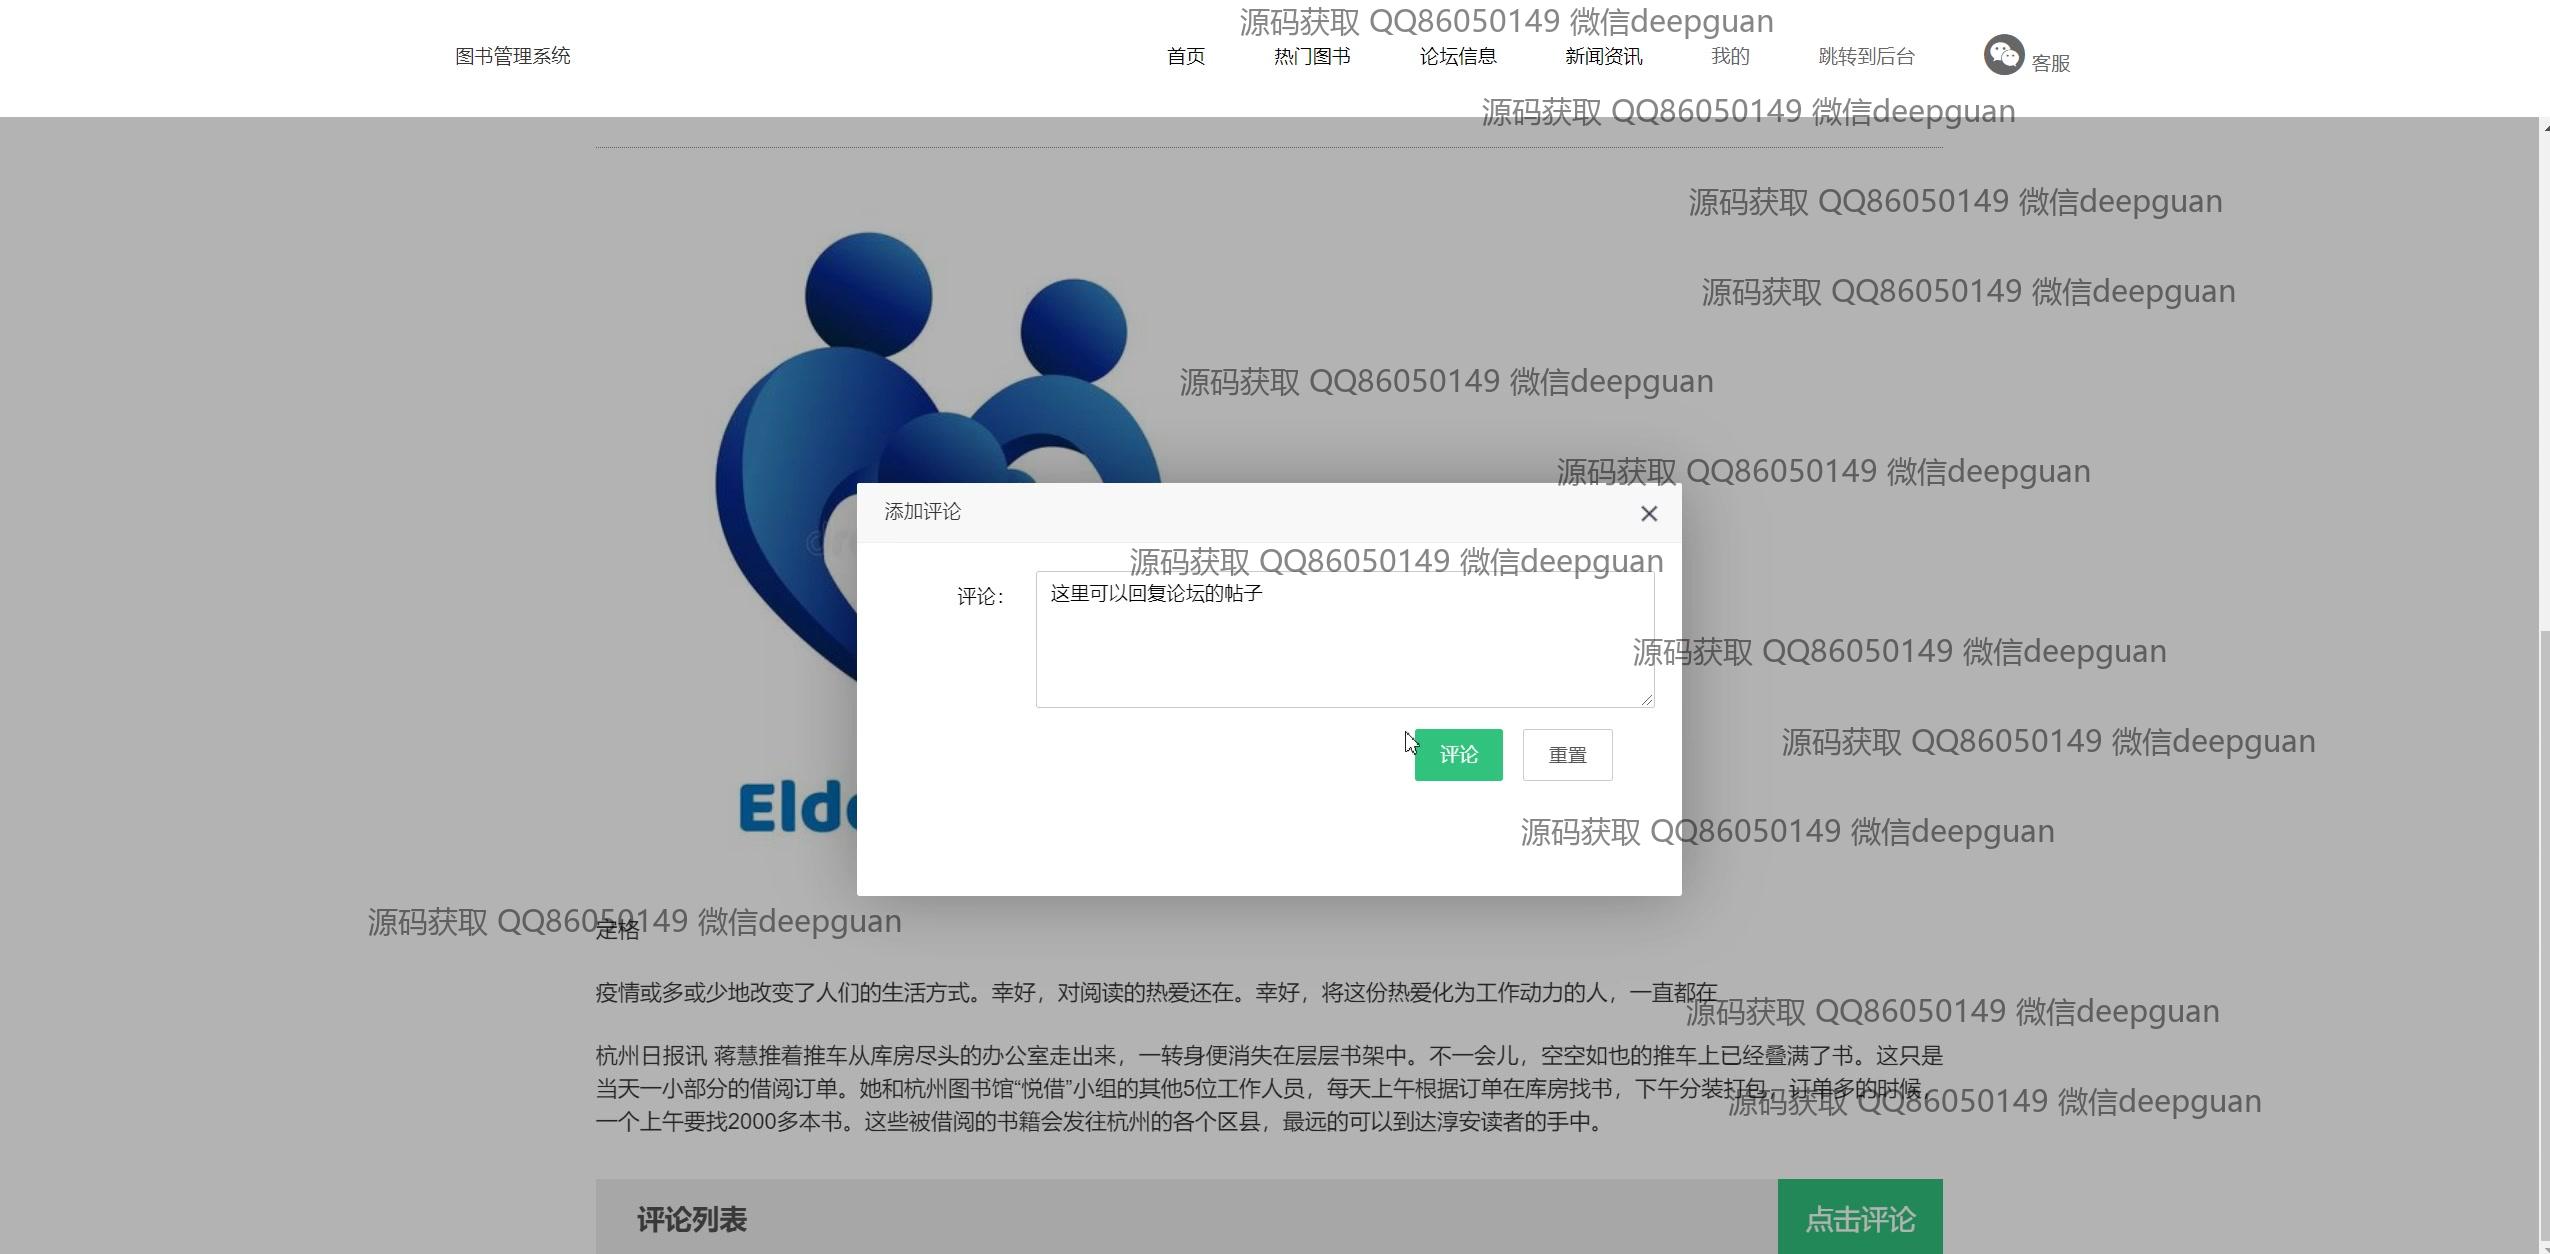 源码获取 QQ86050149 微信deepguan
图书管理系统
首页
热门图书
论坛信息
新闻资讯
我的
跳转到后台
客服
源码获取 QQ86050149 微信deepguan
源码获取 QQ86050149 微信deepguan
源码获取 QQ86050149 微信deepguan
源码获取 QQ86050149 微信deepguan
源码获取 QQ86050149 微信deepguan
添加评论
源码获取 QQ86050149 微信deepguan
评论：
这里可以回复论坛的帖子
源码获取 QQ86050149 微信deepguan
评论
重置
源码获取 QQ86050149 微信deepguan
Elde
源码获取 QQ86050149 微信deepguan
源码获取 QQ86050149 微信deepguan
定格
疫情或多或少地改变了人们的生活方式。幸好，对阅读的热爱还在。幸好，将这份热爱化为工作动力的人，一直都在
源码获取 QQ86050149 微信deepguan
杭州日报讯 蒋慧推着推车从库房尽头的办公室走出来，一转身便消失在层层书架中。不一会儿，空空如也的推车上已经叠满了书。这只是
当天一小部分的借阅订单。她和杭州图书馆“悦借”小组的其他5位工作人员，每天上午根据订单在库房找书，下午分装打包，订单多的时候，
源码获取 QQ86050149 微信deepguan
一个上午要找2000多本书。这些被借阅的书籍会发往杭州的各个区县，最远的可以到达淳安读者的手中。
评论列表
点击评论